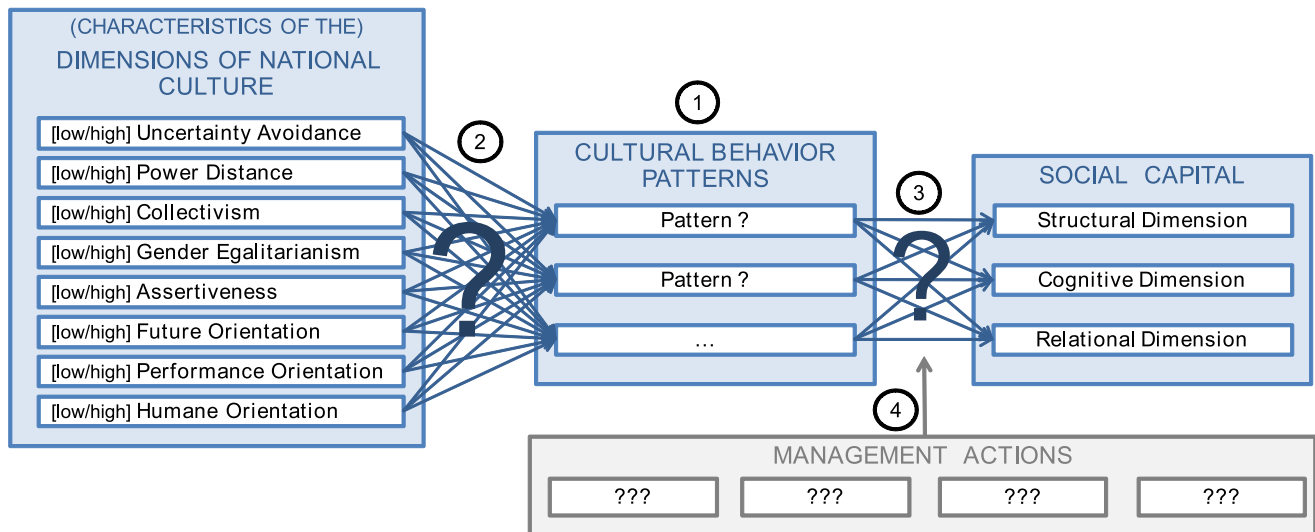 (CHARACTERISTICS OF THE)
DIMENSIONS OF NATIONAL
CULTURE
[low/high] Uncertainty Avoidance
[low/high] Power Distance
[low/high] Collectivism
[low/high] Gender Egalitarianism
[low/high] Assertiveness
[low/high] Future Orientation
[low/high] Performance Orientation
[low/high] Humane Orientation
2
?
1
CULTURAL BEHAVIOR
PATTERNS
Pattern ?
Pattern ?
...
3
?
SOCIAL CAPITAL
Structural Dimension
Cognitive Dimension
Relational Dimension
4
MANAGEMENT ACTIONS
???
???
???
???